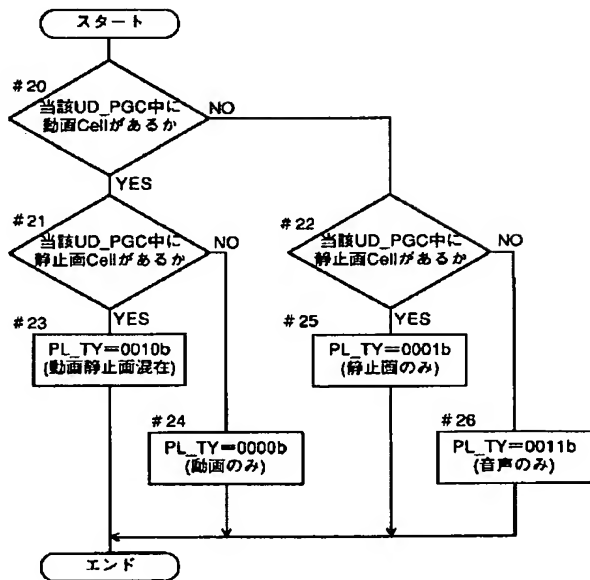 スタート
#20
当該UD_PGC中に
動画Cellがあるか
NO
YES
#21
当該UD_PGC中に
静止画Cellがあるか
NO
YES
#22
当該UD_PGC中に
静止画Cellがあるか
NO
YES
#23
PL_TY=0010b
(動画静止画混在)
#25
PL_TY=0001b
(静止画のみ)
#24
PL_TY=0000b
(動画のみ)
#26
PL_TY=0011b
(音声のみ)
エンド